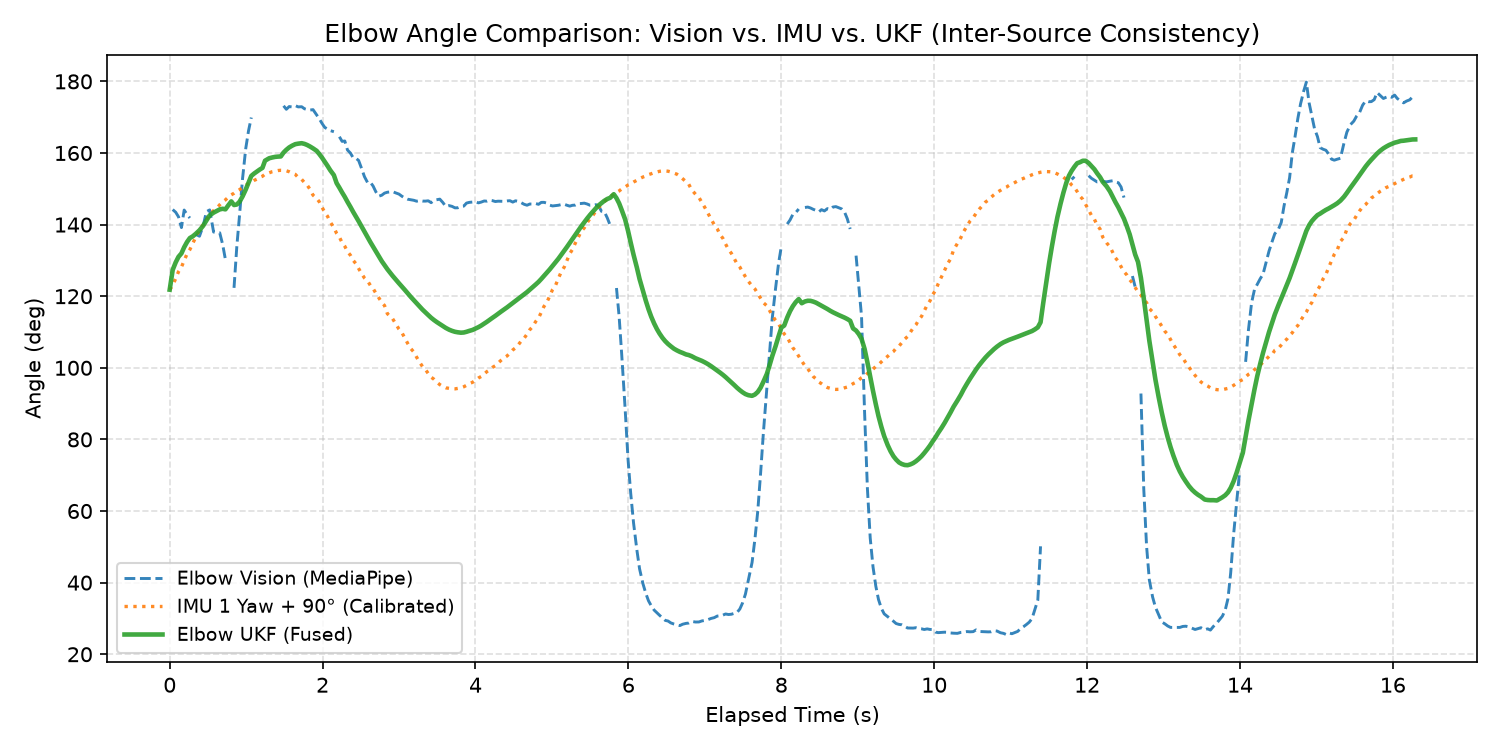 Elbow Angle Comparison: Vision vs. IMU vs. UKF (Inter-Source Consistency)
180
160
140
120
100
80
60
40
20
Angle (deg)
Elbow Vision (MediaPipe)
IMU 1 Yaw + 90° (Calibrated)
Elbow UKF (Fused)
0 2 4 6 8 10 12 14 16
Elapsed Time (s)